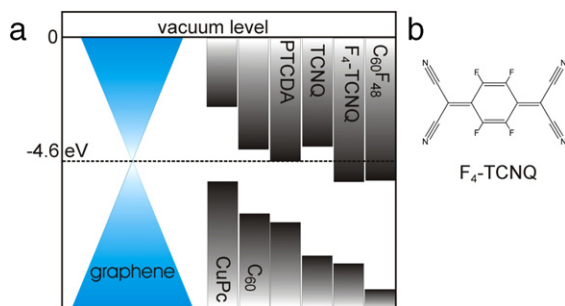 a
vacuum level
0
-4.6 eV
graphene
CuPc
C₆₀
PTCDA
TCNQ
F₄-TCNQ
C₆₀F₄₈
b
N
N
F
F
F
F
N
N
F₄-TCNQ